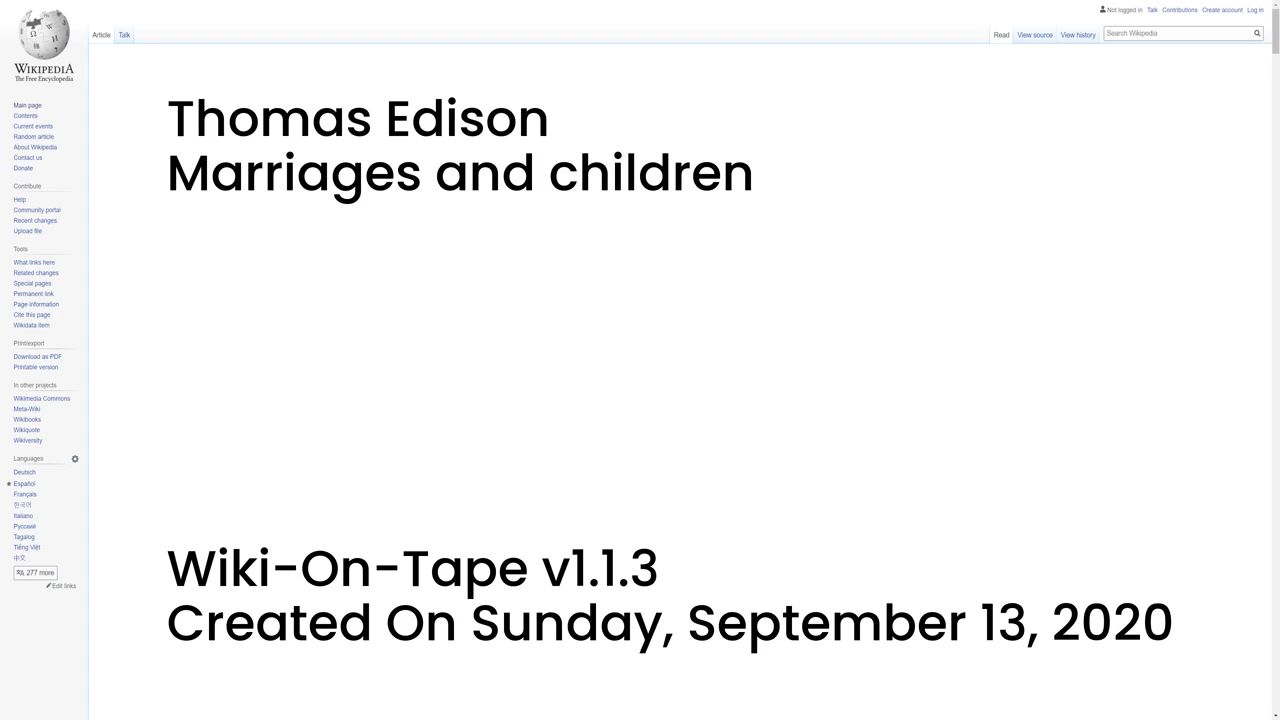 Not logged in Talk Contributions Create account Log in
Article Talk Read View source View history Search Wikipedia
WIKIPEDIA
The Free Encyclopedia
Main page
Contents
Current events
Random article
About Wikipedia
Contact us
Donate
Contribute
Help
Community portal
Recent changes
Upload file
Tools
What links here
Related changes
Special pages
Permanent link
Page information
Cite this page
Wikidata item
Print/export
Download as PDF
Printable version
In other projects
Wikimedia Commons
Meta-Wiki
Wikibooks
Wikiquote
Wikiversity
Languages
Deutsch
Español
Français
한국어
Italiano
Русский
Tagalog
Tiếng Việt
中文
277 more
Edit links
Thomas Edison
Marriages and children
Wiki-On-Tape v1.1.3
Created On Sunday, September 13, 2020